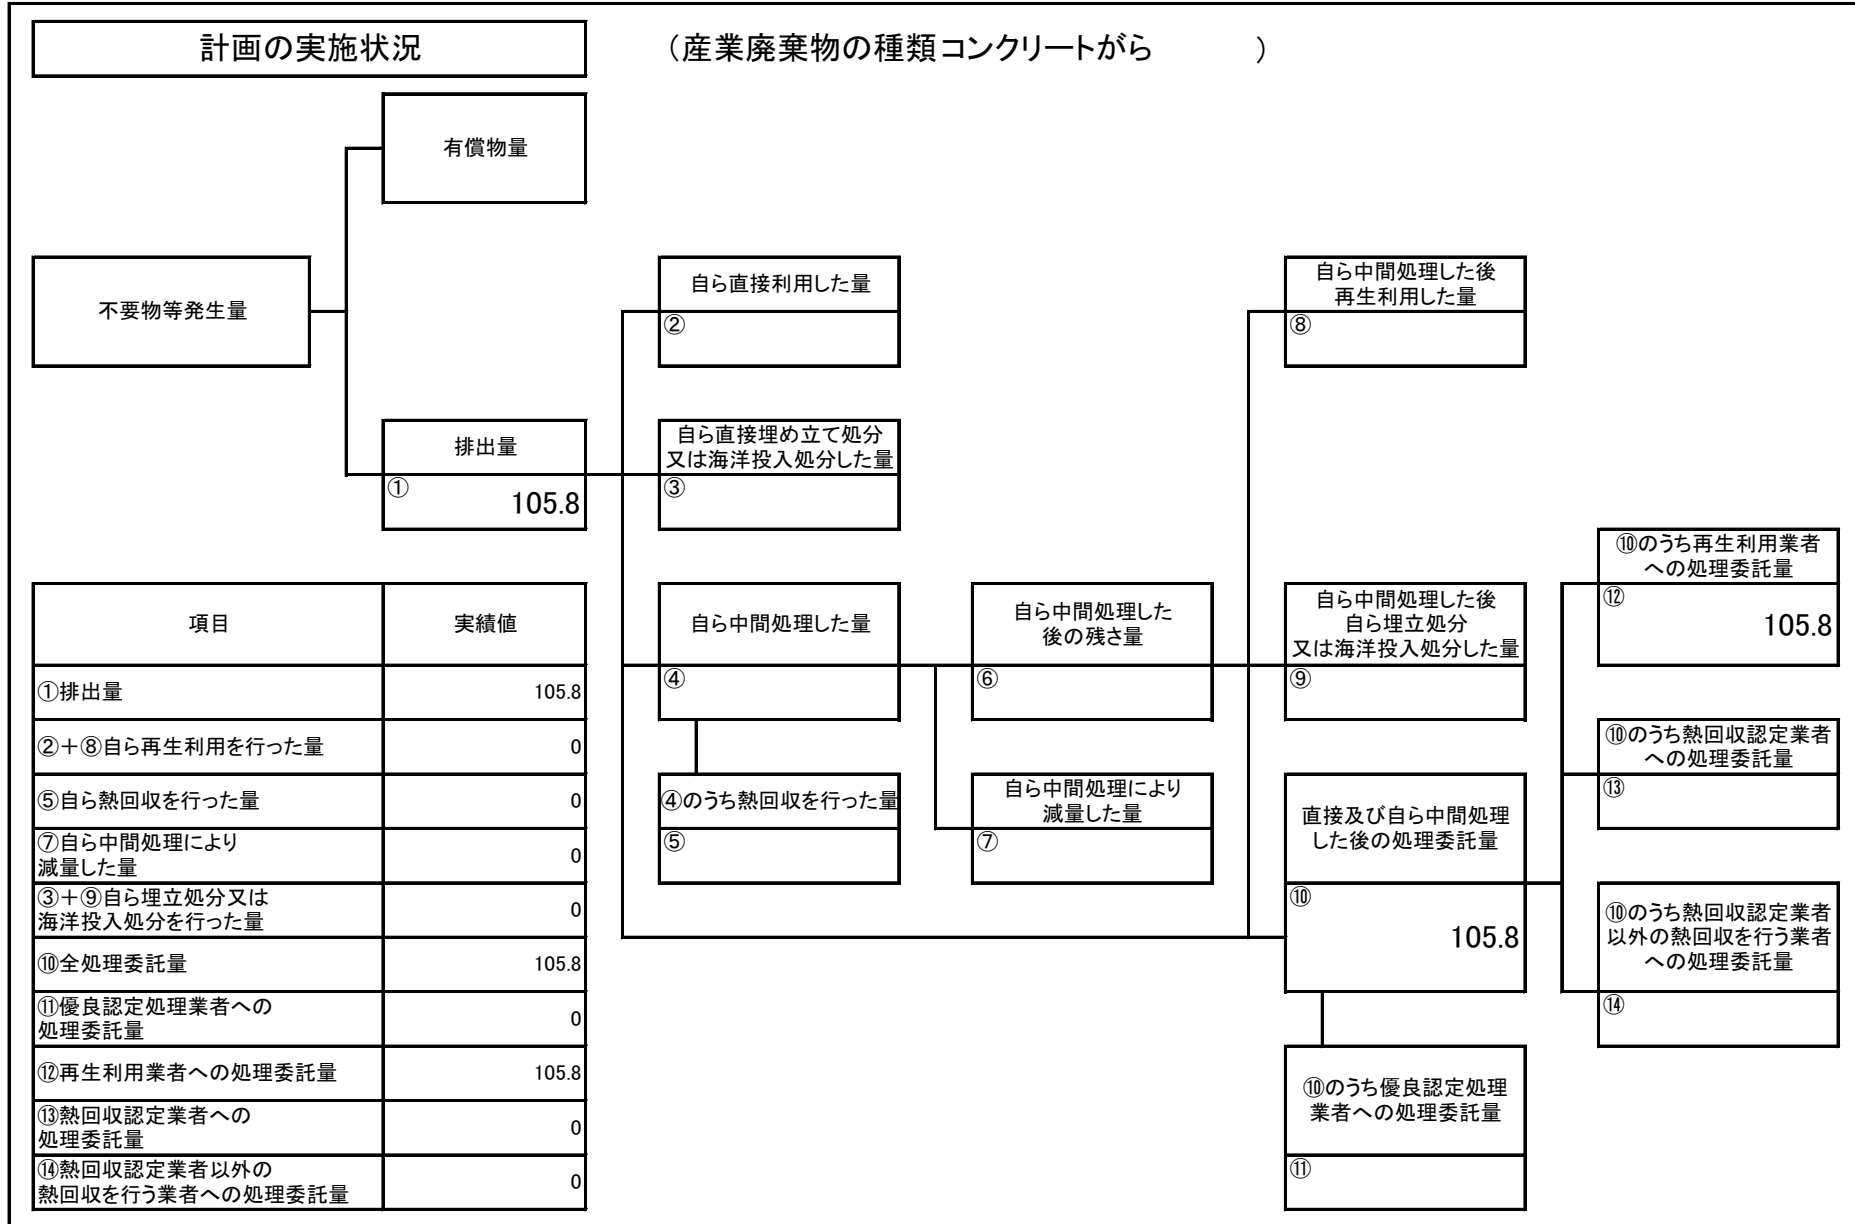 計画の実施状況
（産業廃棄物の種類コンクリートがら　　　）
有償物量
不要物等発生量
自ら直接利用した量
②
自ら中間処理した後
再生利用した量
⑧
排出量
①
105.8
自ら直接埋め立て処分
又は海洋投入処分した量
③
⑩のうち再生利用業者
への処理委託量
⑫
105.8
自ら中間処理した量
④
自ら中間処理した
後の残さ量
⑥
自ら中間処理した後
自ら埋立処分
又は海洋投入処分した量
⑨
⑩のうち熱回収認定業者
への処理委託量
⑬
④のうち熱回収を行った量
⑤
自ら中間処理により
減量した量
⑦
直接及び自ら中間処理
した後の処理委託量
⑩
105.8
⑩のうち熱回収認定業者
以外の熱回収を行う業者
への処理委託量
⑭
⑩のうち優良認定処理
業者への処理委託量
⑪
項目 実績値
①排出量 105.8
②＋⑧自ら再生利用を行った量 0
⑤自ら熱回収を行った量 0
⑦自ら中間処理により
減量した量 0
③＋⑨自ら埋立処分又は
海洋投入処分を行った量 0
⑩全処理委託量 105.8
⑪優良認定処理業者への
処理委託量 0
⑫再生利用業者への処理委託量 105.8
⑬熱回収認定業者への
処理委託量 0
⑭熱回収認定業者以外の
熱回収を行う業者への処理委託量 0